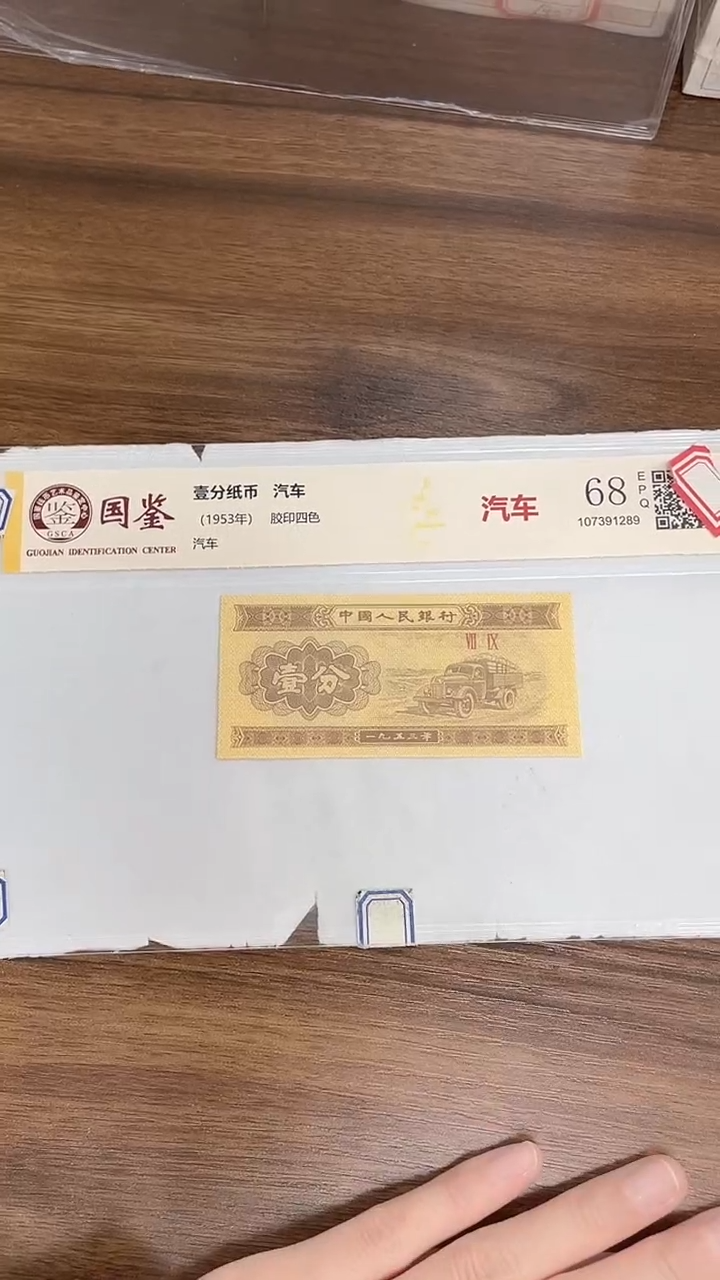 国鉴
GSCA
GUOJIAN IDENTIFICATION CENTER
壹分纸币 汽车
(1953年) 胶印四色
汽车
汽车
68
EPQ
107391289
中國人民銀行
VII IX
壹分
一九五三年